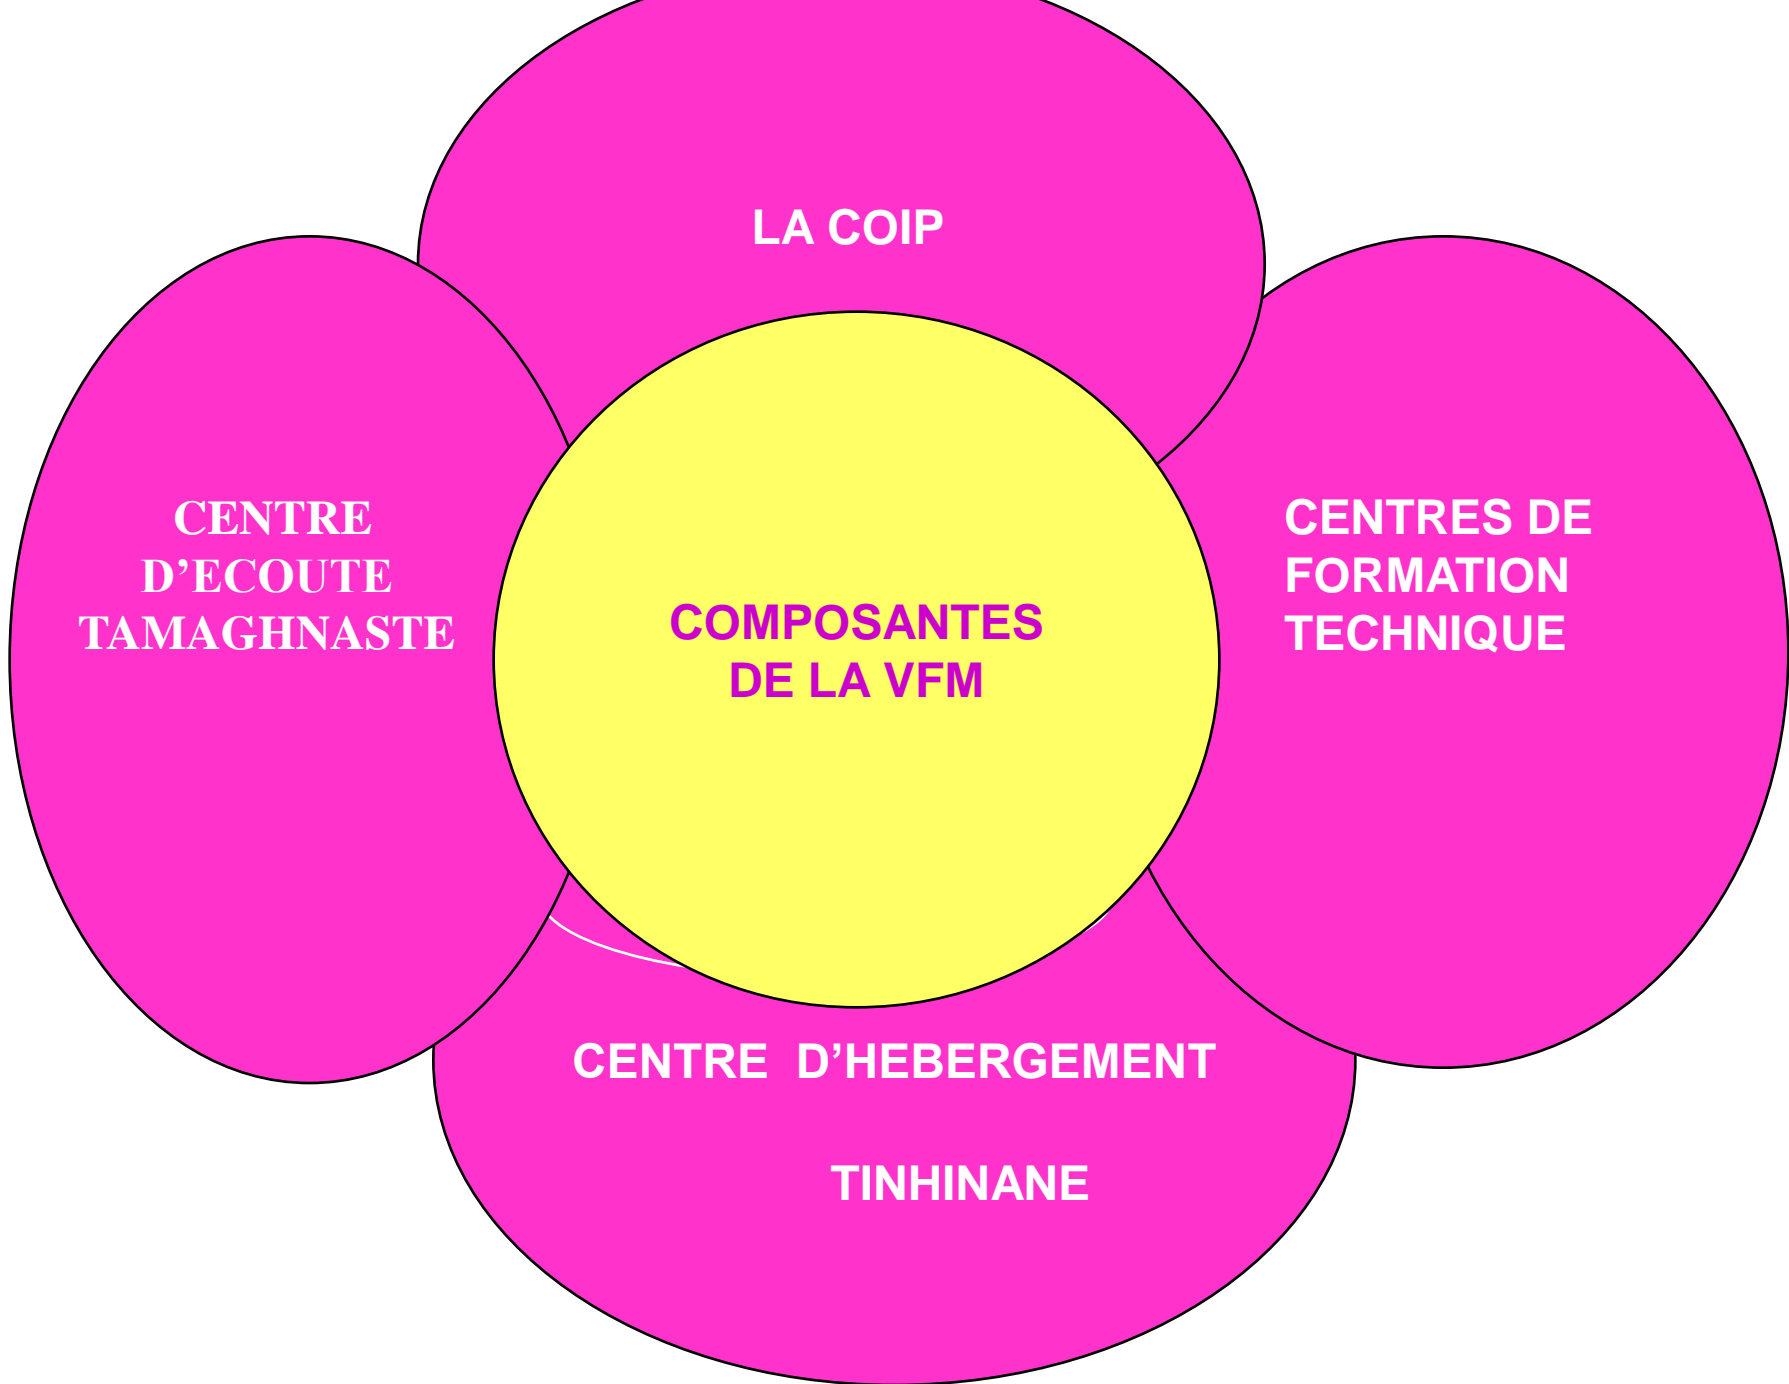 LA COIP
CENTRE
D’ECOUTE
TAMAGHNASTE
COMPOSANTES
DE LA VFM
CENTRES DE
FORMATION
TECHNIQUE
CENTRE  D’HEBERGEMENT
TINHINANE